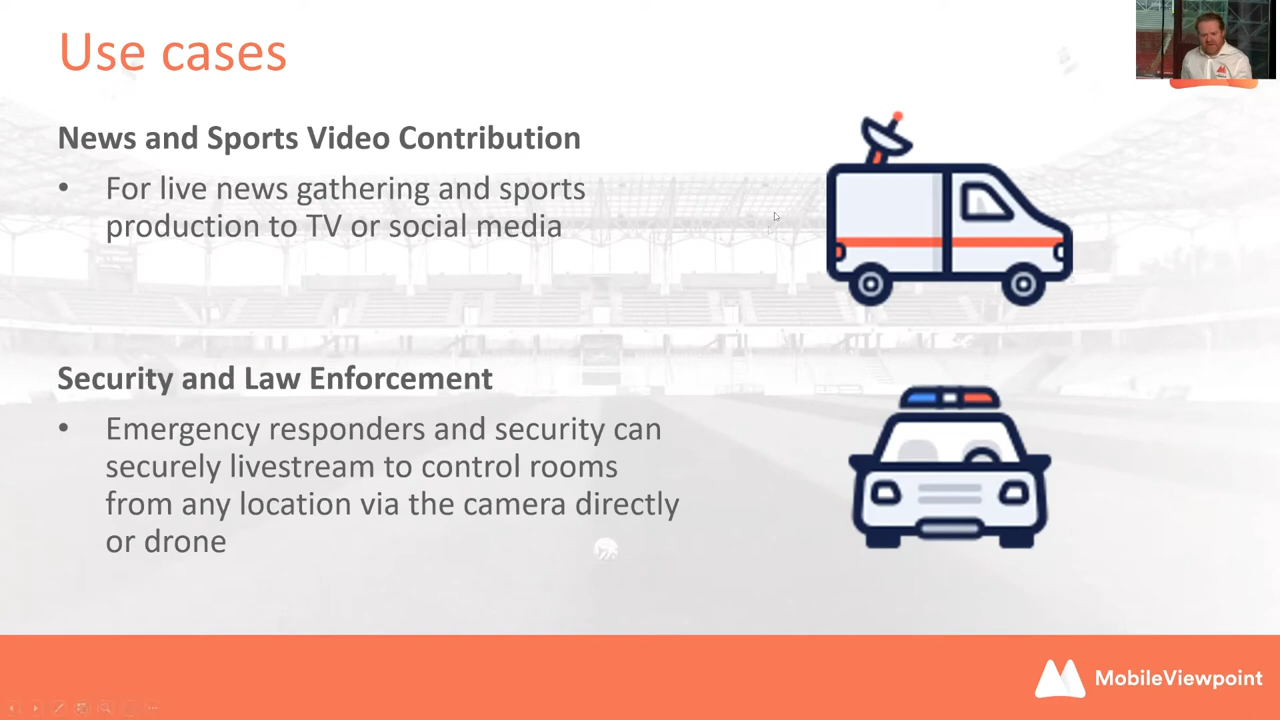 Use cases
News and Sports Video Contribution
• For live news gathering and sports
production to TV or social media
Security and Law Enforcement
• Emergency responders and security can
securely livestream to control rooms
from any location via the camera directly
or drone
MobileViewpoint